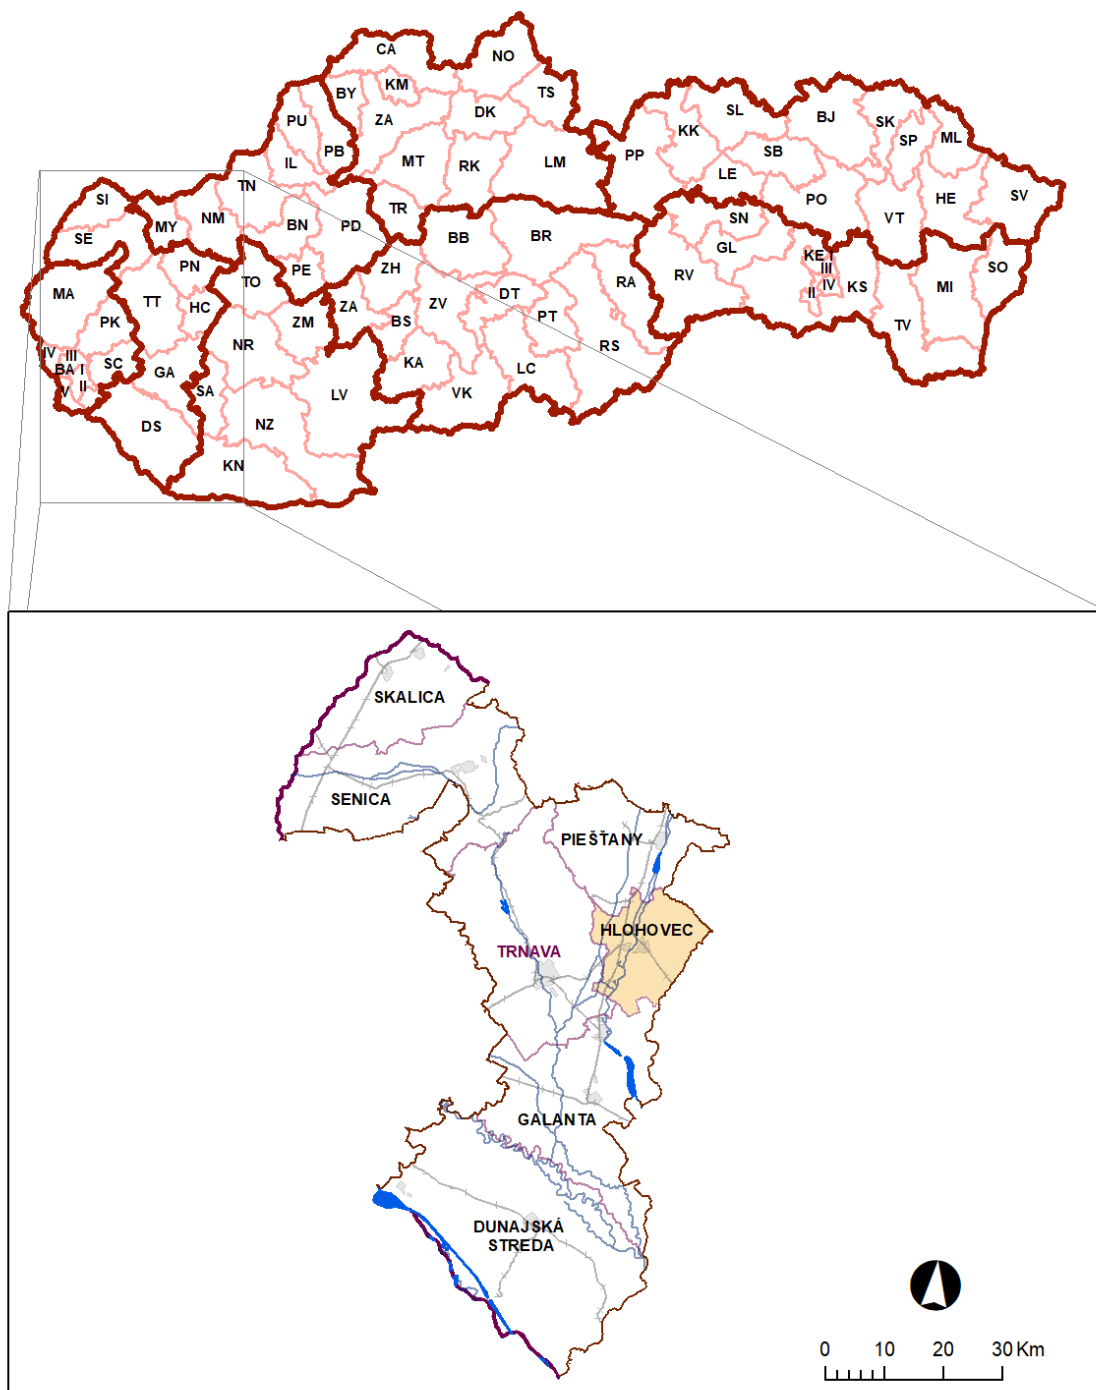 CA
NO
BY
KM
TS
PU
ZA
DK
SL
BJ
SK
ML
KK
SP
PB
MT
RK
LM
PP
SB
IL
LE
TN
SI
TR
PO
HE
SV
NM
MY
BN
PD
SN
VT
SE
BB
BR
GL
PN
PE
ZH
RV
KE I
SO
TO
III
MA
TT
RA
IV
KS
MI
HC
ZA
ZV
DT
II
PK
ZM
BS
PT
TV
NR
RS
IV
III
SC
KA
LC
BA
I
GA
V
II
SA
LV
VK
DS
NZ
KN
SKALICA
SENICA
PIEŠŤANY
HLOHOVEC
TRNAVA
GALANTA
DUNAJSKÁ
STREDA
0 10 20 30 Km